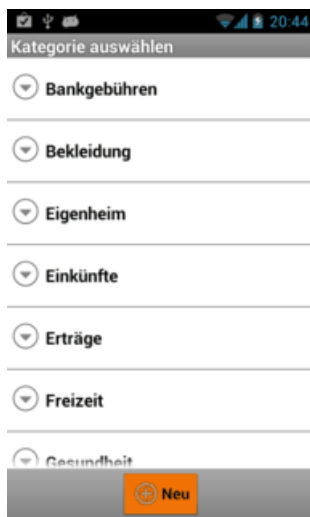 20:44
Kategorie auswählen
Bankgebühren
Bekleidung
Eigenheim
Einkünfte
Erträge
Freizeit
Gesundheit
Neu